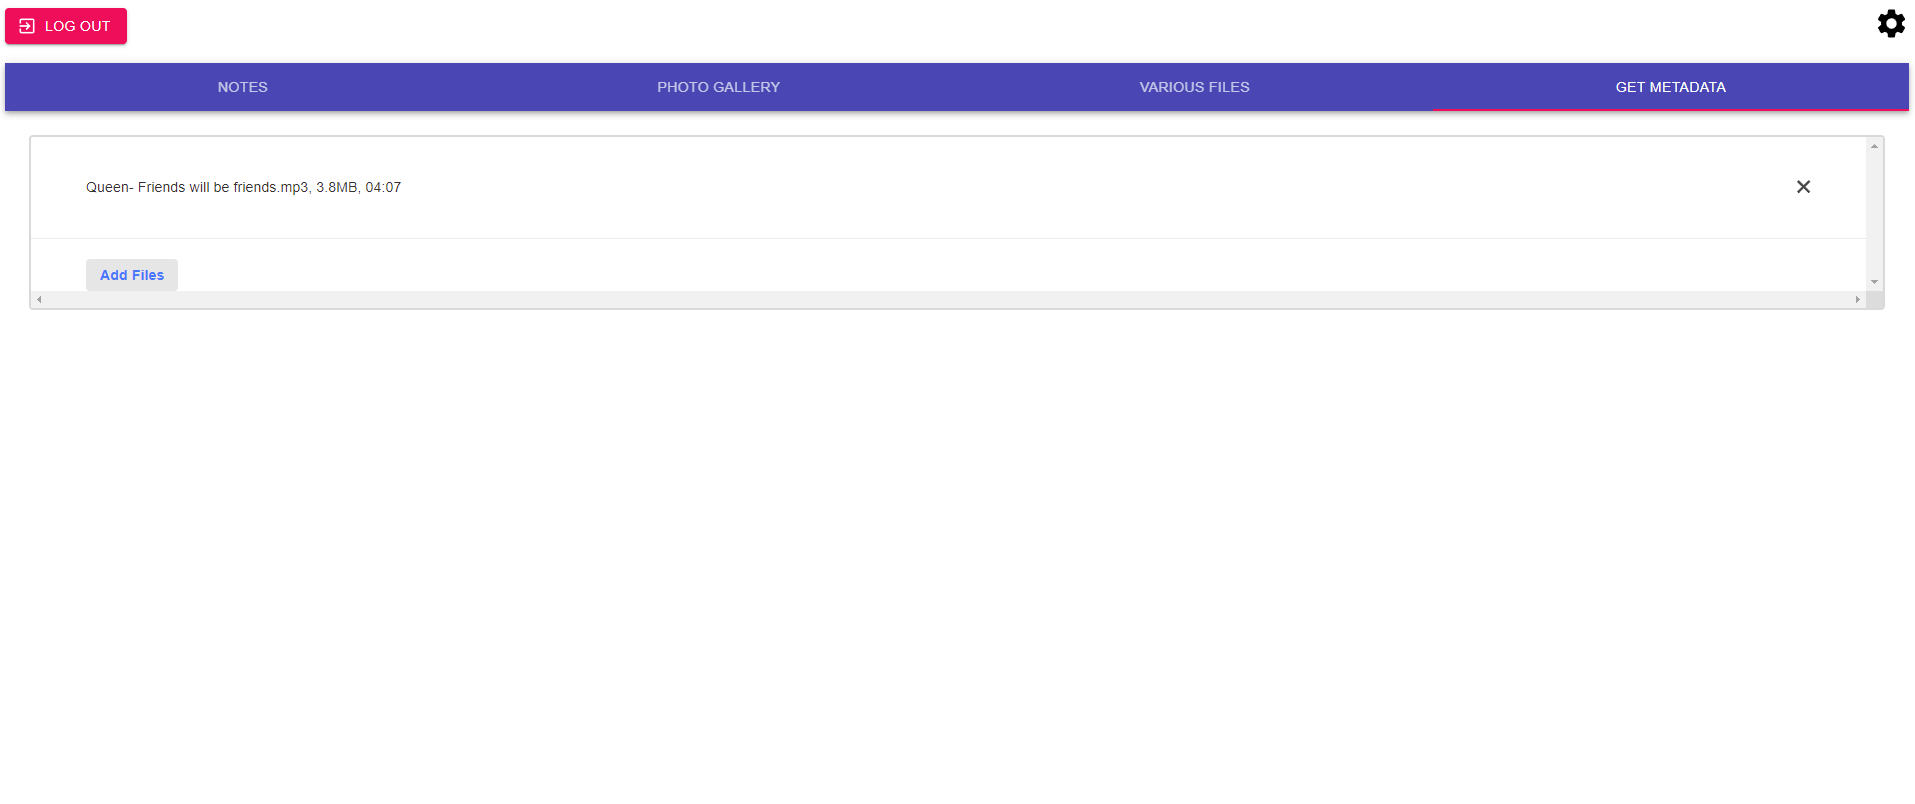 LOG OUT
NOTES
PHOTO GALLERY
VARIOUS FILES
GET METADATA
Queen- Friends will be friends.mp3, 3.8MB, 04:07
Add Files